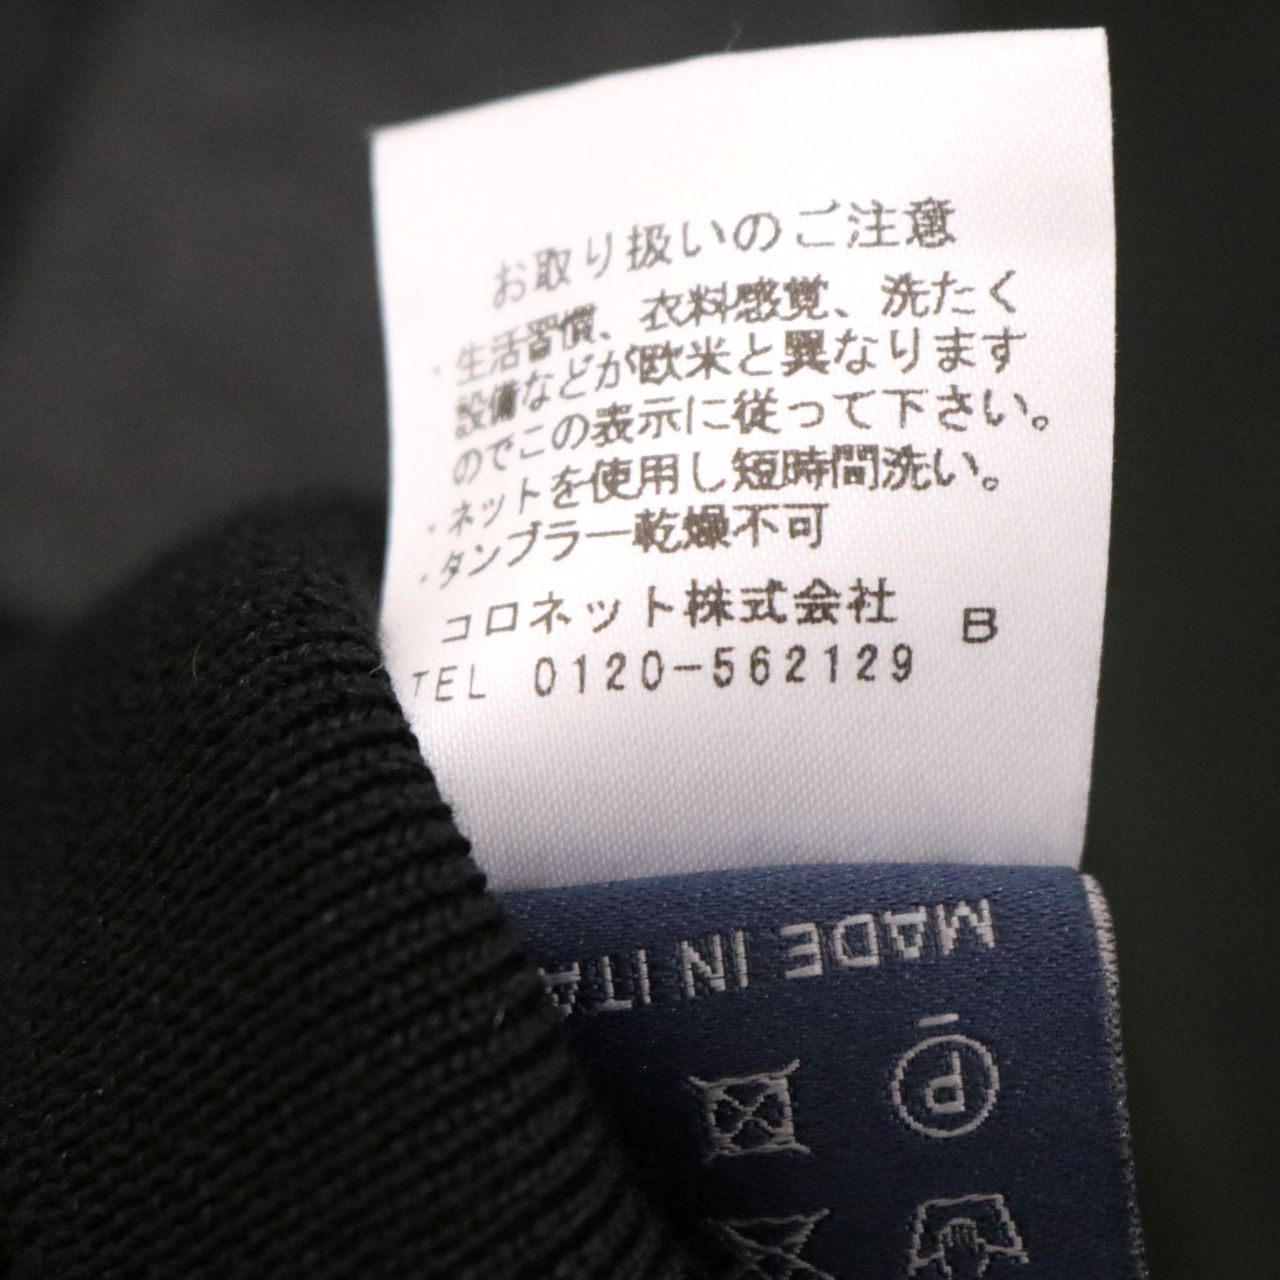 お取り扱いのご注意
・生活習慣、衣料感覚、洗たく
設備などが欧米と異なります
のでこの表示に従って下さい。
・ネットを使用し短時間洗い。
・タンブラー乾燥不可
コロネット株式会社 B
TEL 0120-562129
MADE IN ITA
P